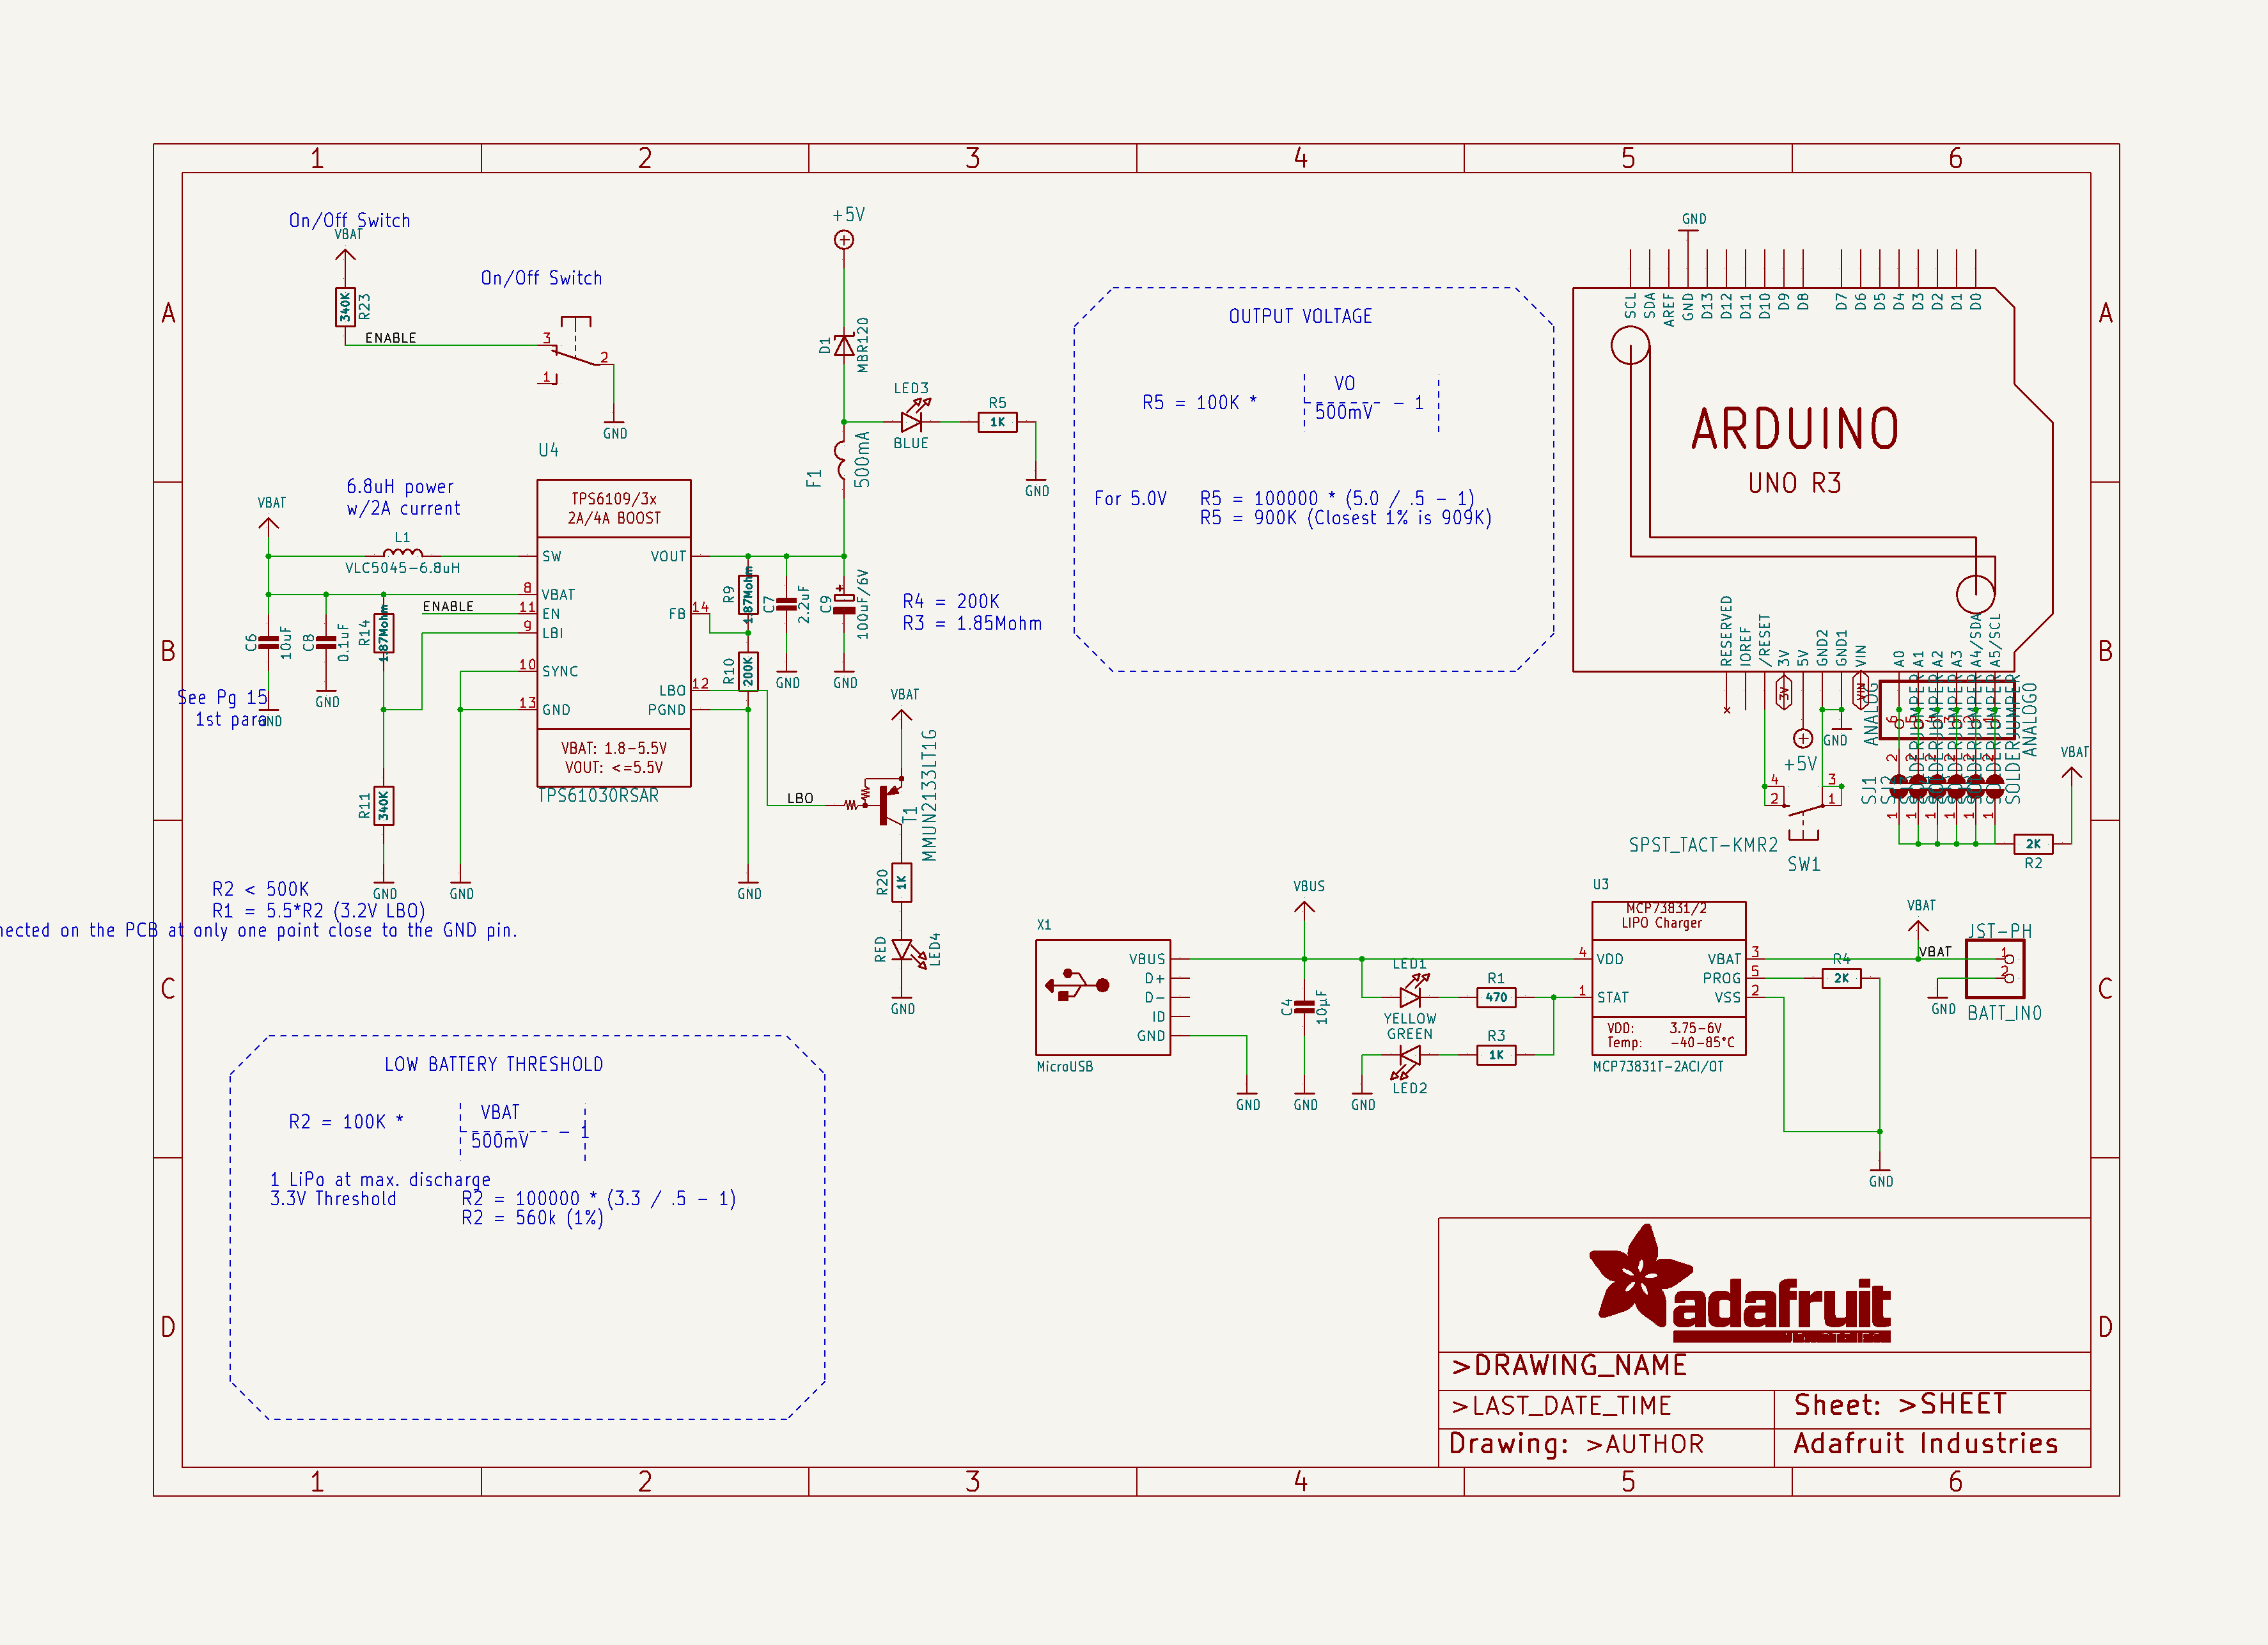 1 2 3 4 5 6
A
B
C
D
On/Off Switch
VBAT
340K
R23
ENABLE
On/Off Switch
3
2
1
GND
U4
+5V
D1
MBR120
LED3
BLUE
R5
1K
GND
F1
500mA
6.8uH power
w/2A current
VBAT
L1
VLC5045-6.8uH
TPS6109/3x
2A/4A BOOST
SW
VOUT
8
VBAT
11
EN
9
LBI
10
SYNC
13
GND
14
FB
12
LBO
PGND
VBAT: 1.8-5.5V
VOUT: <=5.5V
TPS61030RSAR
ENABLE
C6
10uF
C8
0.1uF
R14
1.87Mohm
GND
GND
See Pg 15
1st para
R11
340K
GND
GND
GND
R9
1.87Mohm
R10
200K
C7
2.2uF
C9
100uF/6V
GND
GND
R4 = 200K
R3 = 1.85Mohm
VBAT
LBO
T1
MMUN2133LT1G
R20
1K
RED
LED4
GND
R2 < 500K
R1 = 5.5*R2 (3.2V LBO)
nected on the PCB at only one point close to the GND pin.
OUTPUT VOLTAGE
R5 = 100K *
VO
500mV
- 1
For 5.0V
R5 = 100000 * (5.0 / .5 - 1)
R5 = 900K (Closest 1% is 909K)
LOW BATTERY THRESHOLD
R2 = 100K *
VBAT
500mV
- 1
1 LiPo at max. discharge
3.3V Threshold
R2 = 100000 * (3.3 / .5 - 1)
R2 = 560k (1%)
GND
SCL SDA AREF GND D13 D12 D11 D10 D9 D8 D7 D6 D5 D4 D3 D2 D1 D0
ARDUINO
UNO R3
RESERVED IOREF /RESET 3V 5V GND2 GND1 VIN A0 A1 A2 A3 A4/SDA A5/SCL
3V
VIN
+5V
GND
ANALOG
ANALOG0
SJ1
SJ2
SOLDERJUMPER
2
1 1 1 1 1 1
VBAT
2K
R2
4
2
3
1
SPST_TACT-KMR2
SW1
X1
VBUS
D+
D-
ID
GND
MicroUSB
GND
VBUS
C4
10µF
GND
LED1
YELLOW
GREEN
LED2
GND
R1
470
R3
1K
U3
MCP73831/2
LIPO Charger
4
VDD
1
STAT
3
VBAT
5
PROG
2
VSS
VDD: 3.75-6V
Temp: -40-85°C
MCP73831T-2ACI/OT
R4
2K
VBAT
VBAT
JST-PH
1
2
BATT_IN0
GND
GND
adafruit
>DRAWING_NAME
>LAST_DATE_TIME
Sheet: >SHEET
Drawing: >AUTHOR
Adafruit Industries
1 2 3 4 5 6
A
B
C
D